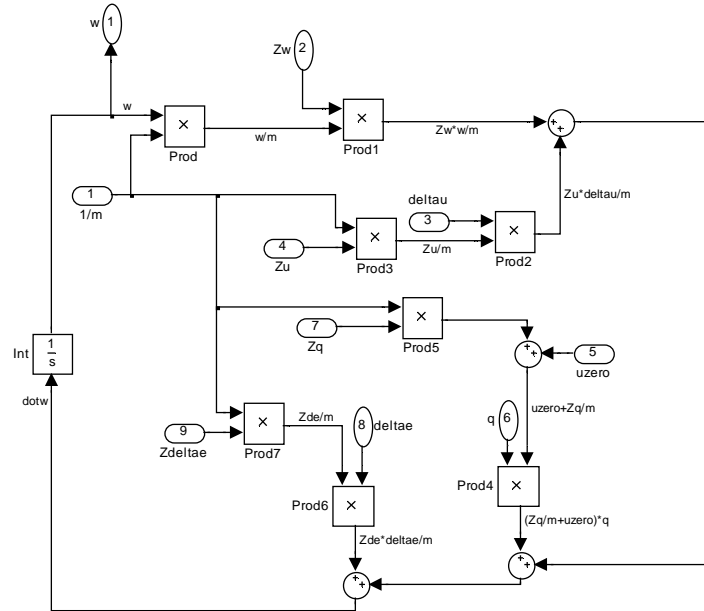 w
1
Zw
2
w
×
Prod
w/m
×
Prod1
Zw*w/m
+
+
Zu*deltau/m
1
1/m
deltau
3
4
Zu
×
Prod3
Zu/m
×
Prod2
7
Zq
×
Prod5
+
+
5
uzero
Int
1
s
dotw
uzero+Zq/m
9
Zdeltae
×
Prod7
Zde/m
8
deltae
q
6
Prod4
×
Prod6
×
(Zq/m+uzero)*q
Zde*deltae/m
+
+
+
+